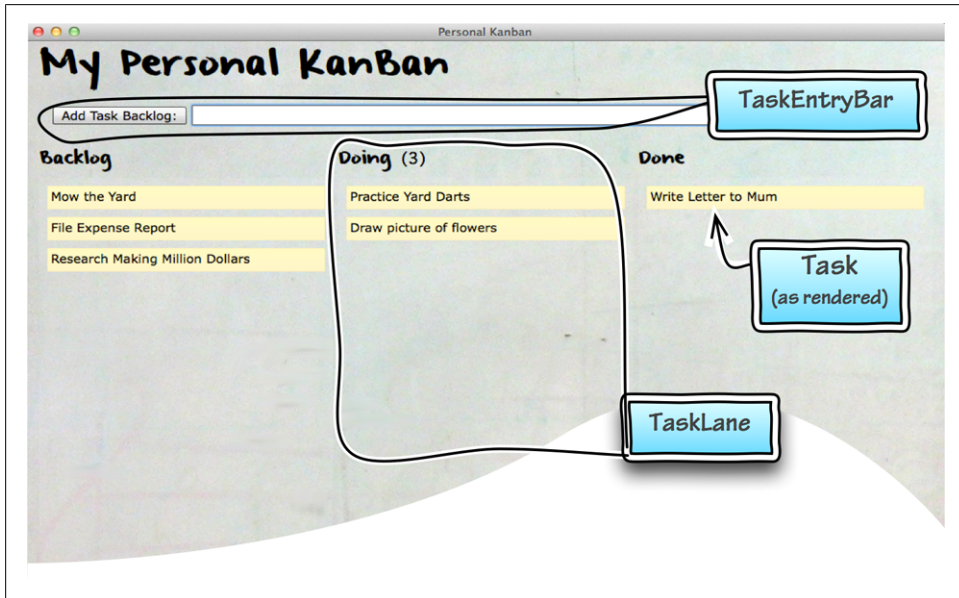 Personal Kanban
My Personal KanBan
TaskEntryBar
Add Task Backlog:
Backlog
Doing (3)
Done
Mow the Yard
Practice Yard Darts
Write Letter to Mum
File Expense Report
Draw picture of flowers
Research Making Million Dollars
Task
(as rendered)
TaskLane